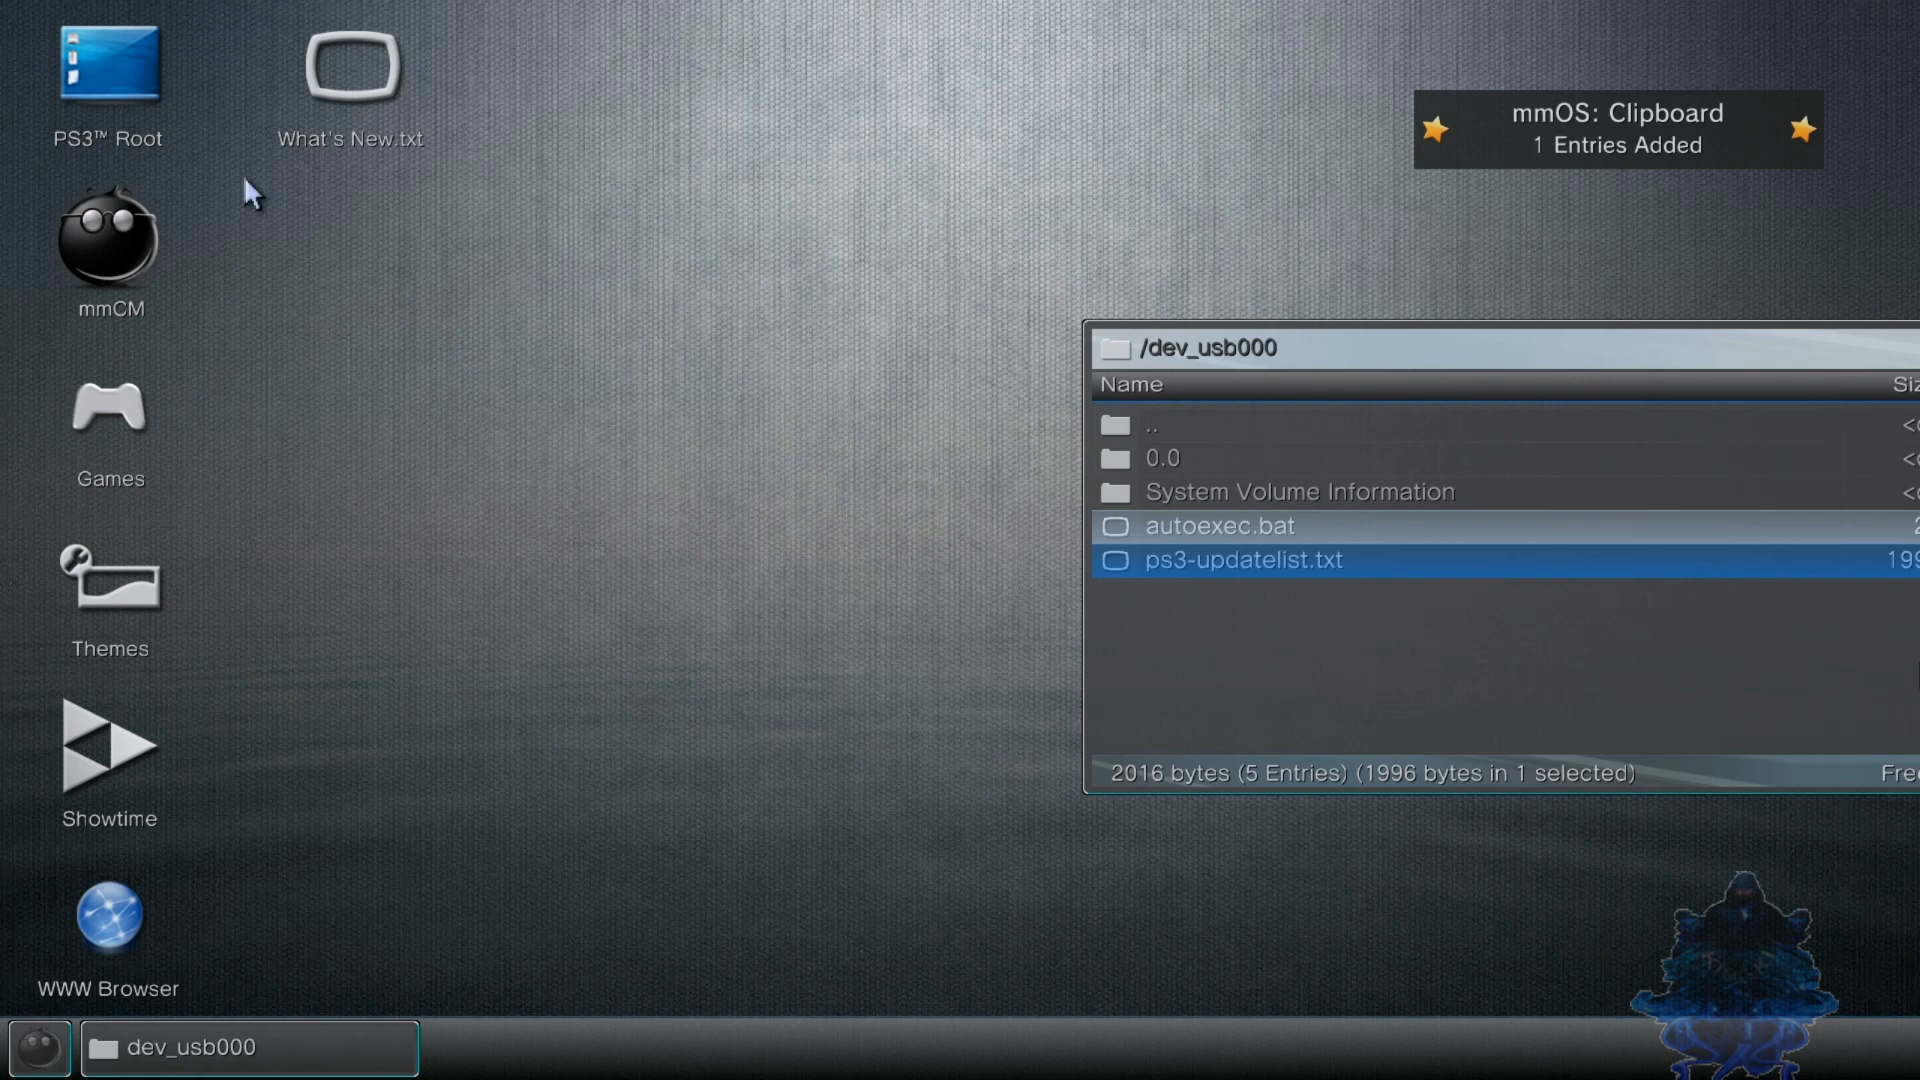 PS3™ Root
What's New.txt
mmCM
Games
Themes
Showtime
WWW Browser
mmOS: Clipboard
1 Entries Added
/dev_usb000
Name
..
0.0
System Volume Information
autoexec.bat
ps3-updatelist.txt
2016 bytes (5 Entries) (1996 bytes in 1 selected)
dev_usb000